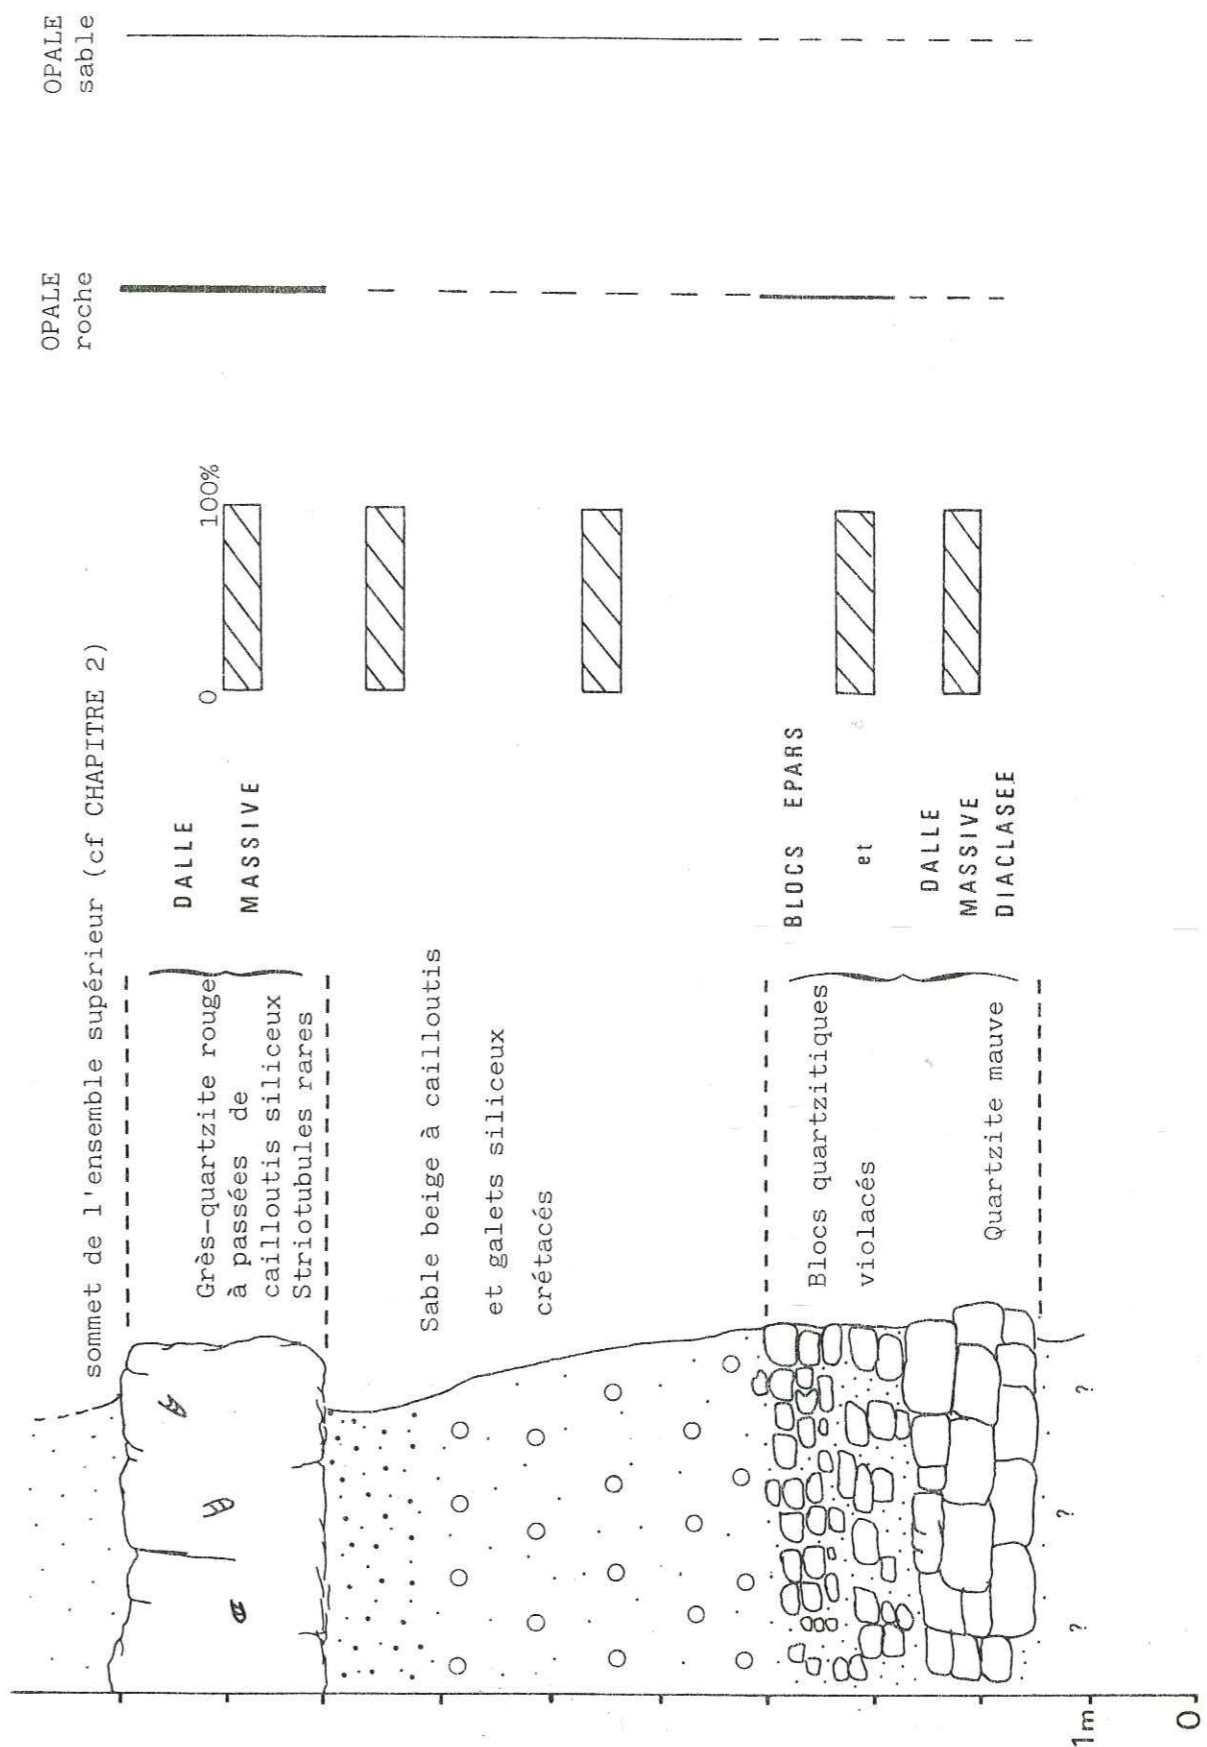 OPALE
sable
OPALE
roche
sommet de l'ensemble supérieur (cf CHAPITRE 2)
0
100%
DALLE
MASSIVE
Grès-quartzite rouge
à passées de
cailloutis siliceux
Striotubules rares
Sable beige à cailloutis
et galets siliceux
crétacés
BLOCS EPARS
et
DALLE
MASSIVE
DIACLASEE
Blocs quartzitiques
violacés
Quartzite mauve
?
?
?
1m
0